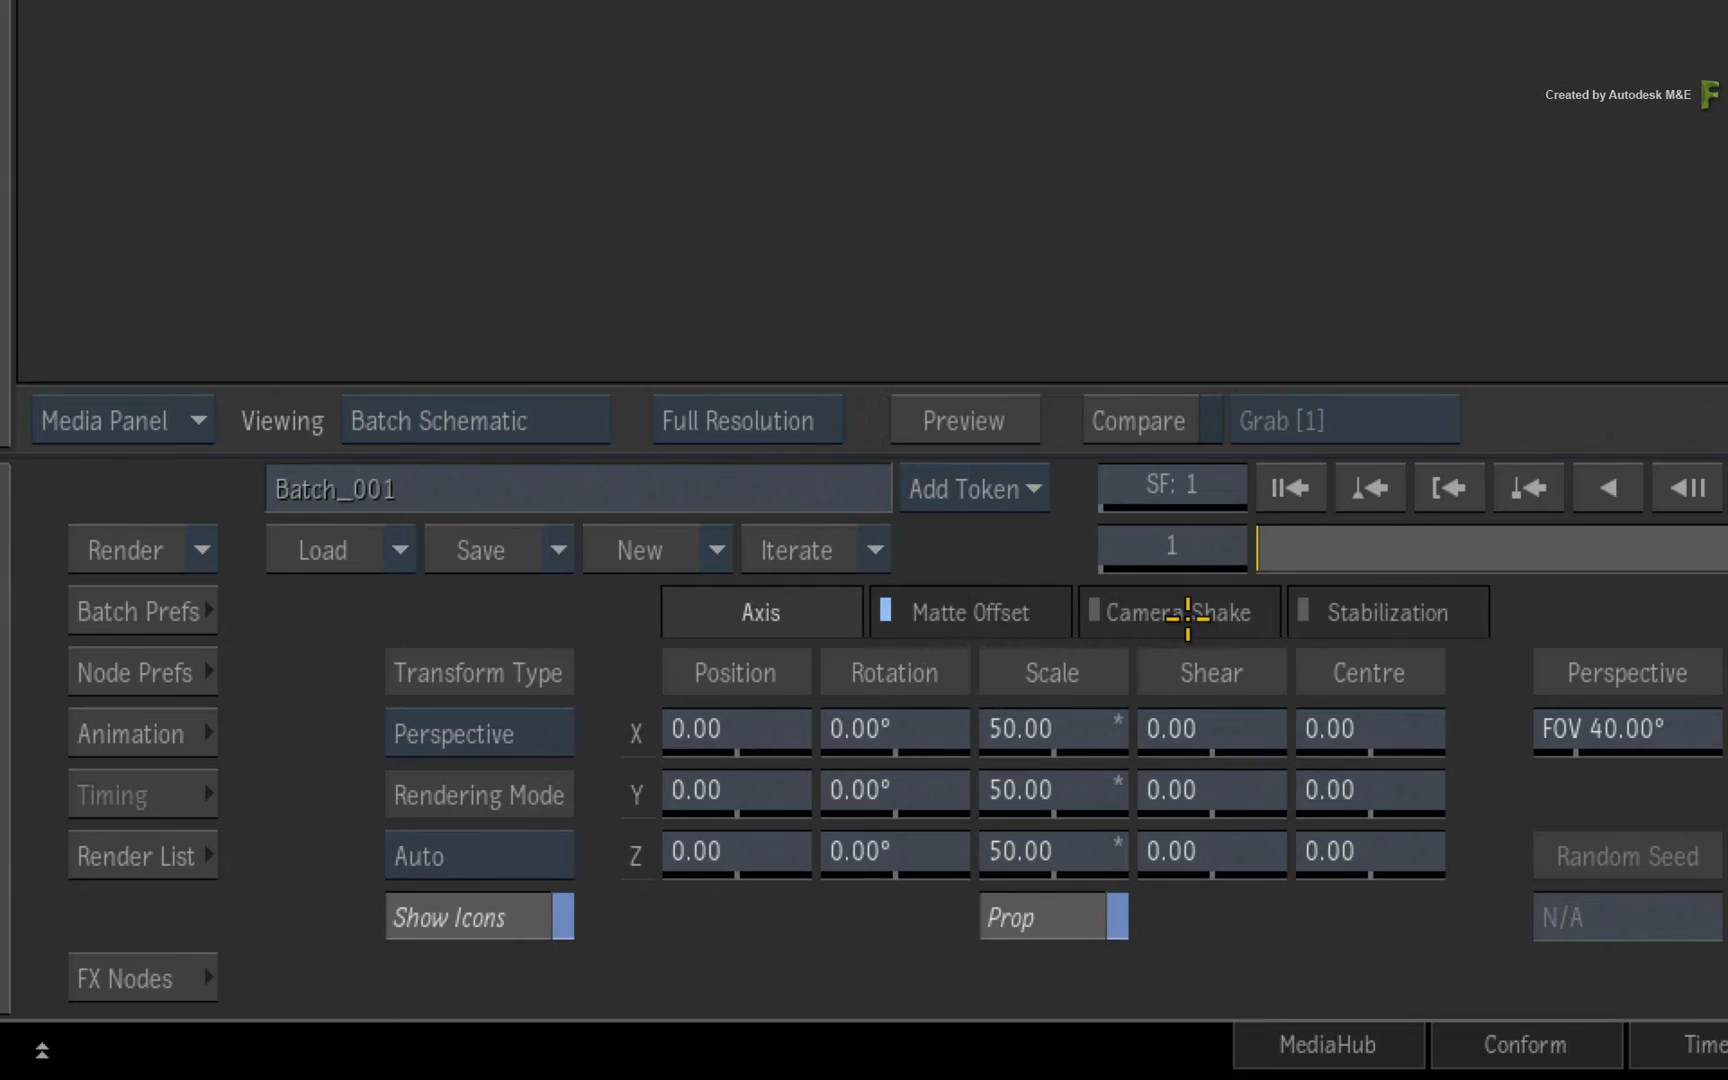 Created by Autodesk M&E
Media Panel Viewing Batch Schematic Full Resolution Preview Compare Grab [1]
Batch_001 Add Token SF: 1
Render Load Save New Iterate 1
Batch Prefs Axis Matte Offset Camera Shake Stabilization
Node Prefs Transform Type Position Rotation Scale Shear Centre Perspective
Animation Perspective X 0.00 0.00° 50.00 * 0.00 0.00 FOV 40.00°
Timing Rendering Mode Y 0.00 0.00° 50.00 * 0.00 0.00
Render List Auto Z 0.00 0.00° 50.00 * 0.00 0.00 Random Seed
Show Icons Prop N/A
FX Nodes
MediaHub Conform Time